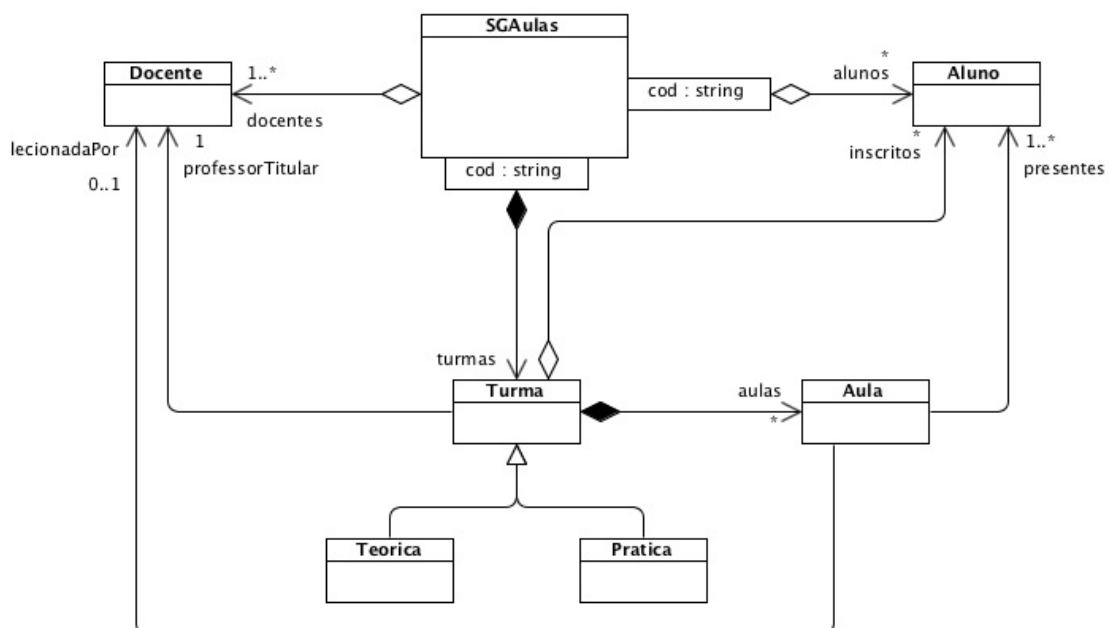 SGAulas
Docente
1..*
docentes
cod : string
*
alunos
Aluno
lecionadaPor
0..1
1
professorTitular
cod : string
*
inscritos
1..*
presentes
turmas
Turma
aulas
*
Aula
Teorica
Pratica